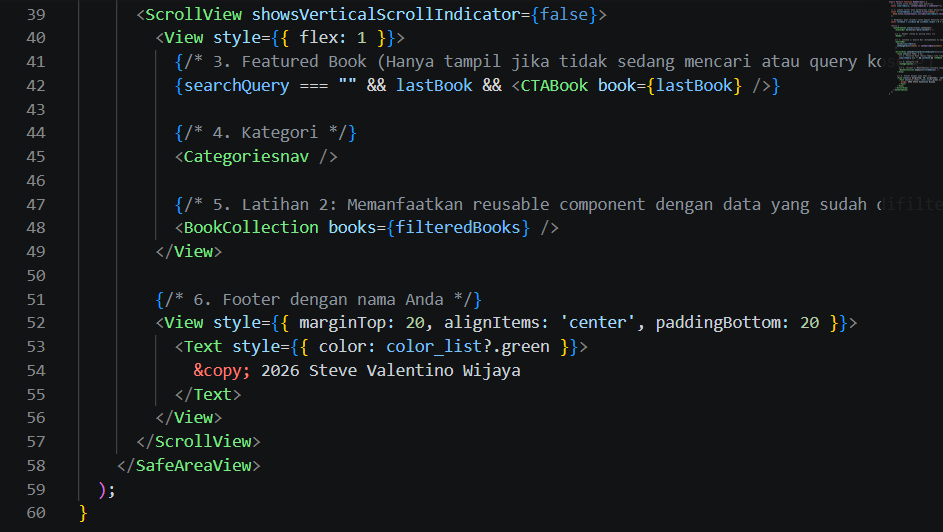 39 <ScrollView showsVerticalScrollIndicator={false}>
40 <View style={{ flex: 1 }}>
41 {/* 3. Featured Book (Hanya tampil jika tidak sedang mencari atau query kos
42 {searchQuery === "" && lastBook && <CTABook book={lastBook} />}
43
44 {/* 4. Kategori */}
45 <Categoriesnav />
46
47 {/* 5. Latihan 2: Memanfaatkan reusable component dengan data yang sudah difilte
48 <BookCollection books={filteredBooks} />
49 </View>
50
51 {/* 6. Footer dengan nama Anda */}
52 <View style={{ marginTop: 20, alignItems: 'center', paddingBottom: 20 }}>
53 <Text style={{ color: color_list?.green }}>
54 &copy; 2026 Steve Valentino Wijaya
55 </Text>
56 </View>
57 </ScrollView>
58 </SafeAreaView>
59 );
60 }